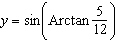 y = sin(Arctan 5/12)